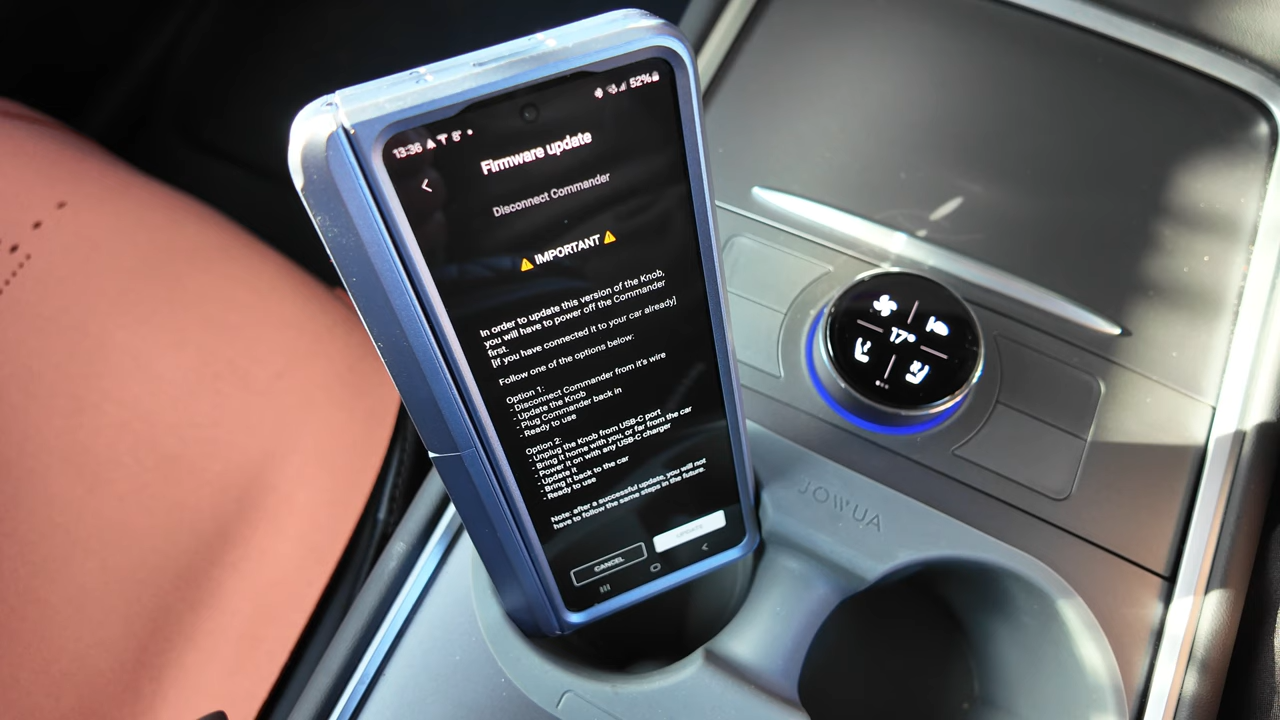 13:36
8°
52%
Firmware update
Disconnect Commander
IMPORTANT
In order to update this version of the Knob,
you will have to power off the Commander
first.
[if you have connected it to your car already]
Follow one of the options below:
Option 1:
- Disconnect Commander from it's wire
- Update the Knob
- Plug Commander back in
- Ready to use
Option 2:
- Unplug the Knob from USB-C port
- Bring it home with you, or far from the car
- Power it on with any USB-C charger
- Update it
- Bring it back to the car
- Ready to use
Note: after a successful update, you will not
have to follow the same steps in the future.
CANCEL
17°
JOWUA